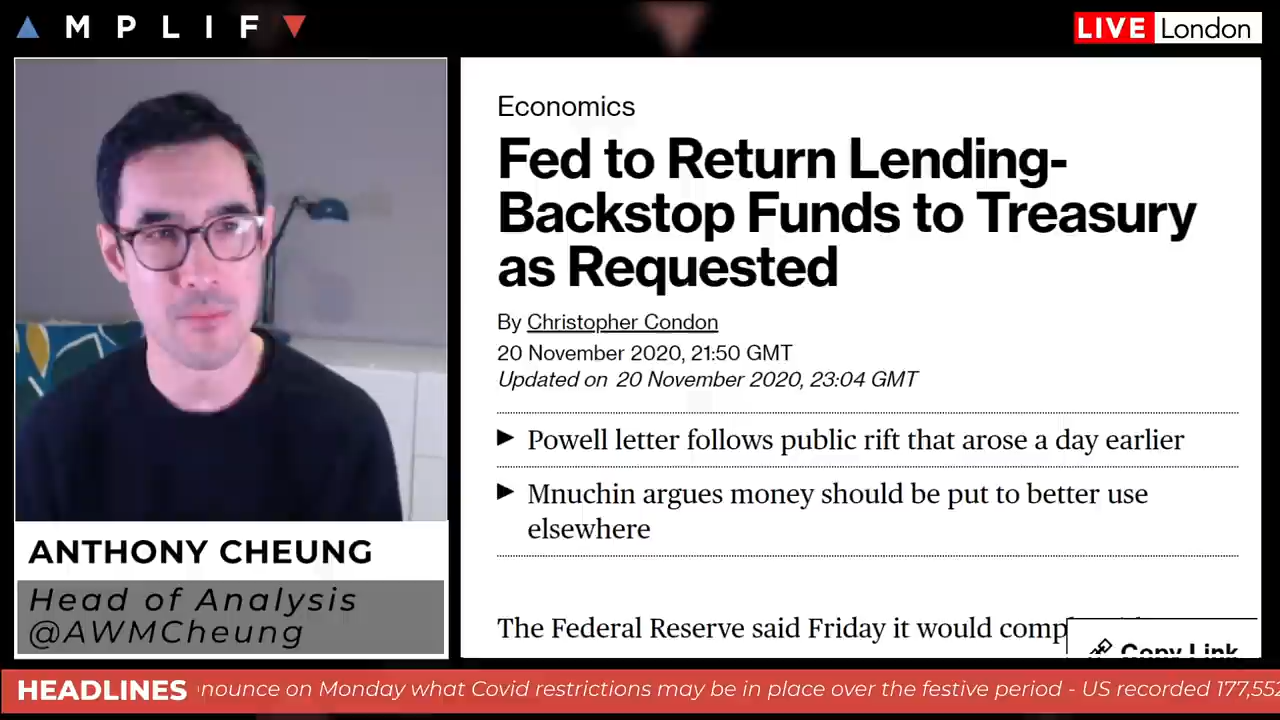 AMPLIFY
LIVE London
Economics
Fed to Return Lending-
Backstop Funds to Treasury
as Requested
By Christopher Condon
20 November 2020, 21:50 GMT
Updated on 20 November 2020, 23:04 GMT
Powell letter follows public rift that arose a day earlier
Mnuchin argues money should be put to better use
elsewhere
The Federal Reserve said Friday it would
Copy Link
ANTHONY CHEUNG
Head of Analysis
@AWMCheung
HEADLINES nounce on Monday what Covid restrictions may be in place over the festive period - US recorded 177,552